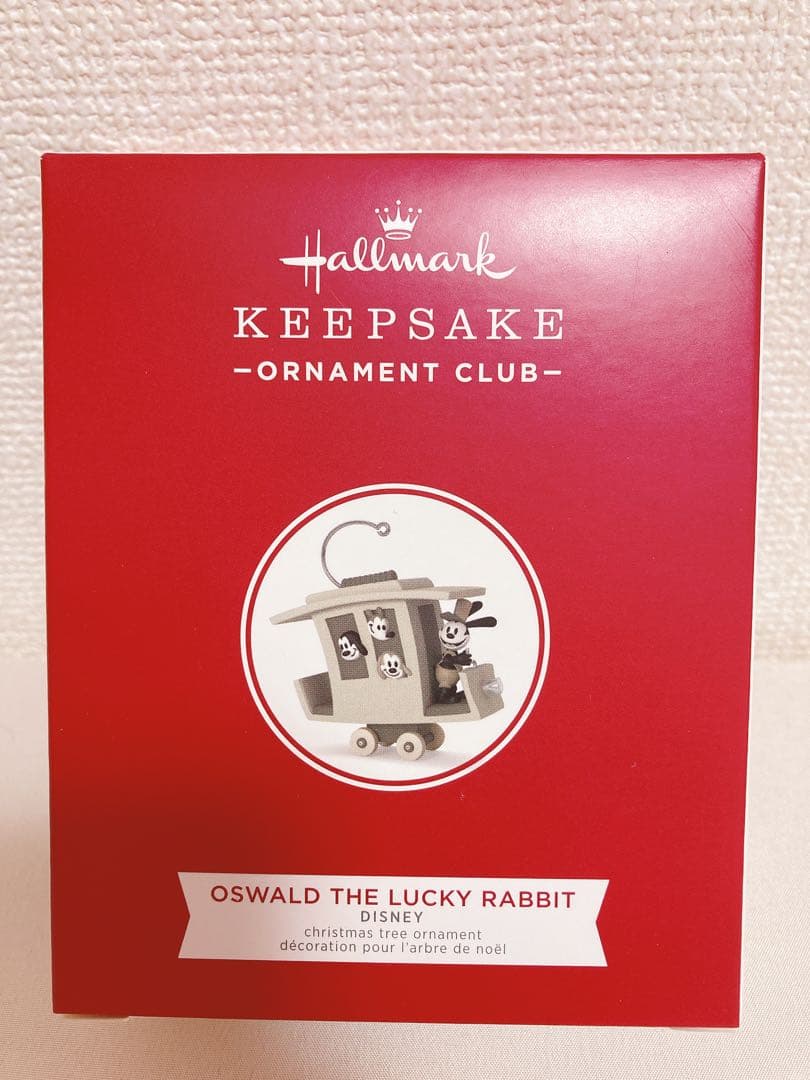 Hallmark
KEEPSAKE
–ORNAMENT CLUB–
OSWALD THE LUCKY RABBIT
DISNEY
christmas tree ornament
décoration pour l'arbre de noël